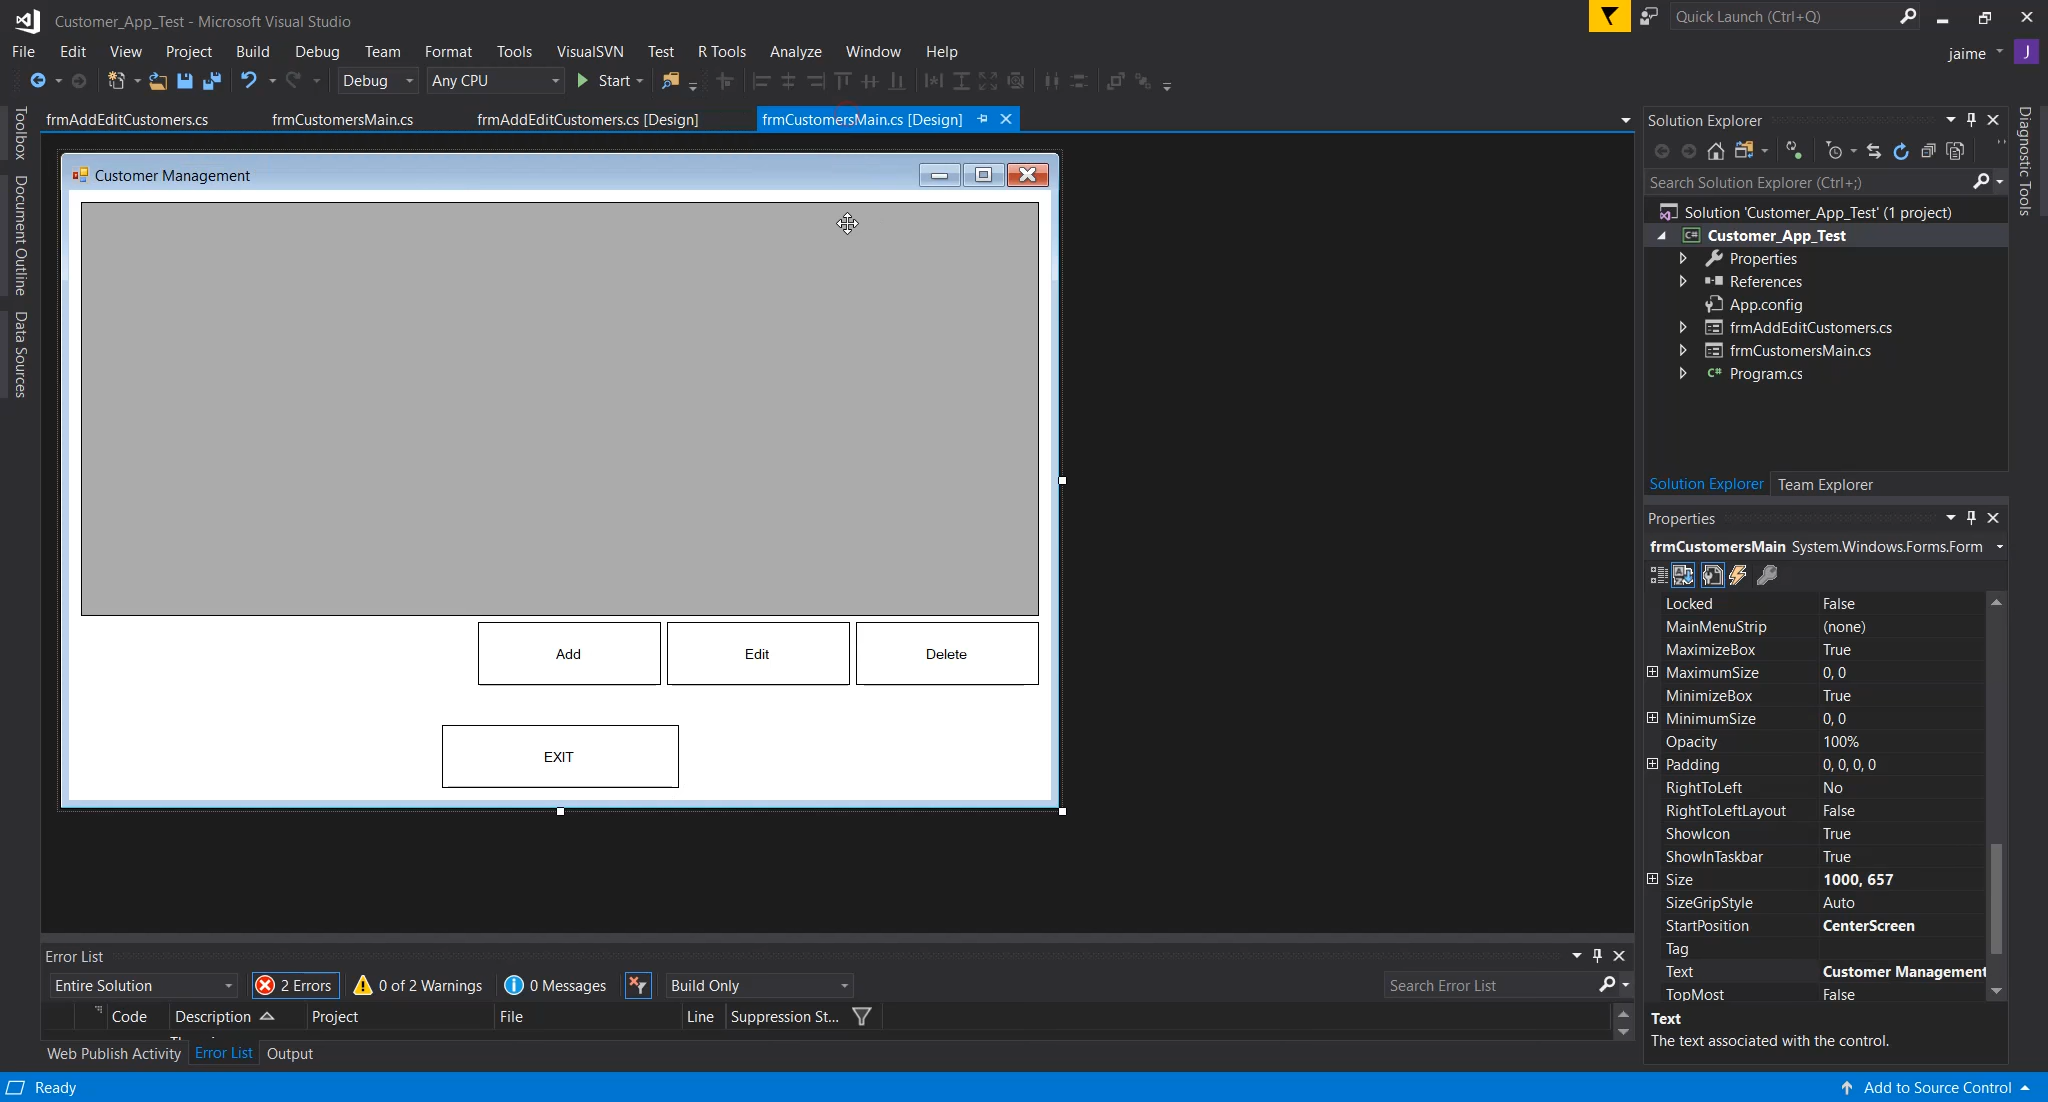 Customer_App_Test - Microsoft Visual Studio
Quick Launch (Ctrl+Q)
File Edit View Project Build Debug Team Format Tools VisualSVN Test R Tools Analyze Window Help
jaime J
Debug Any CPU Start
Toolbox
Document Outline
Data Sources
frmAddEditCustomers.cs frmCustomersMain.cs frmAddEditCustomers.cs [Design] frmCustomersMain.cs [Design]
Customer Management
Add Edit Delete
EXIT
Solution Explorer
Search Solution Explorer (Ctrl+;)
Solution 'Customer_App_Test' (1 project)
C# Customer_App_Test
Properties
References
App.config
frmAddEditCustomers.cs
frmCustomersMain.cs
C# Program.cs
Solution Explorer Team Explorer
Diagnostic Tools
Properties
frmCustomersMain System.Windows.Forms.Form
Locked False
MainMenuStrip (none)
MaximizeBox True
MaximumSize 0, 0
MinimizeBox True
MinimumSize 0, 0
Opacity 100%
Padding 0, 0, 0, 0
RightToLeft No
RightToLeftLayout False
ShowIcon True
ShowInTaskbar True
Size 1000, 657
SizeGripStyle Auto
StartPosition CenterScreen
Tag
Text Customer Management
TopMost False
Text
The text associated with the control.
Error List
Entire Solution 2 Errors 0 of 2 Warnings 0 Messages Build Only Search Error List
Code Description Project File Line Suppression St...
Web Publish Activity Error List Output
Ready Add to Source Control